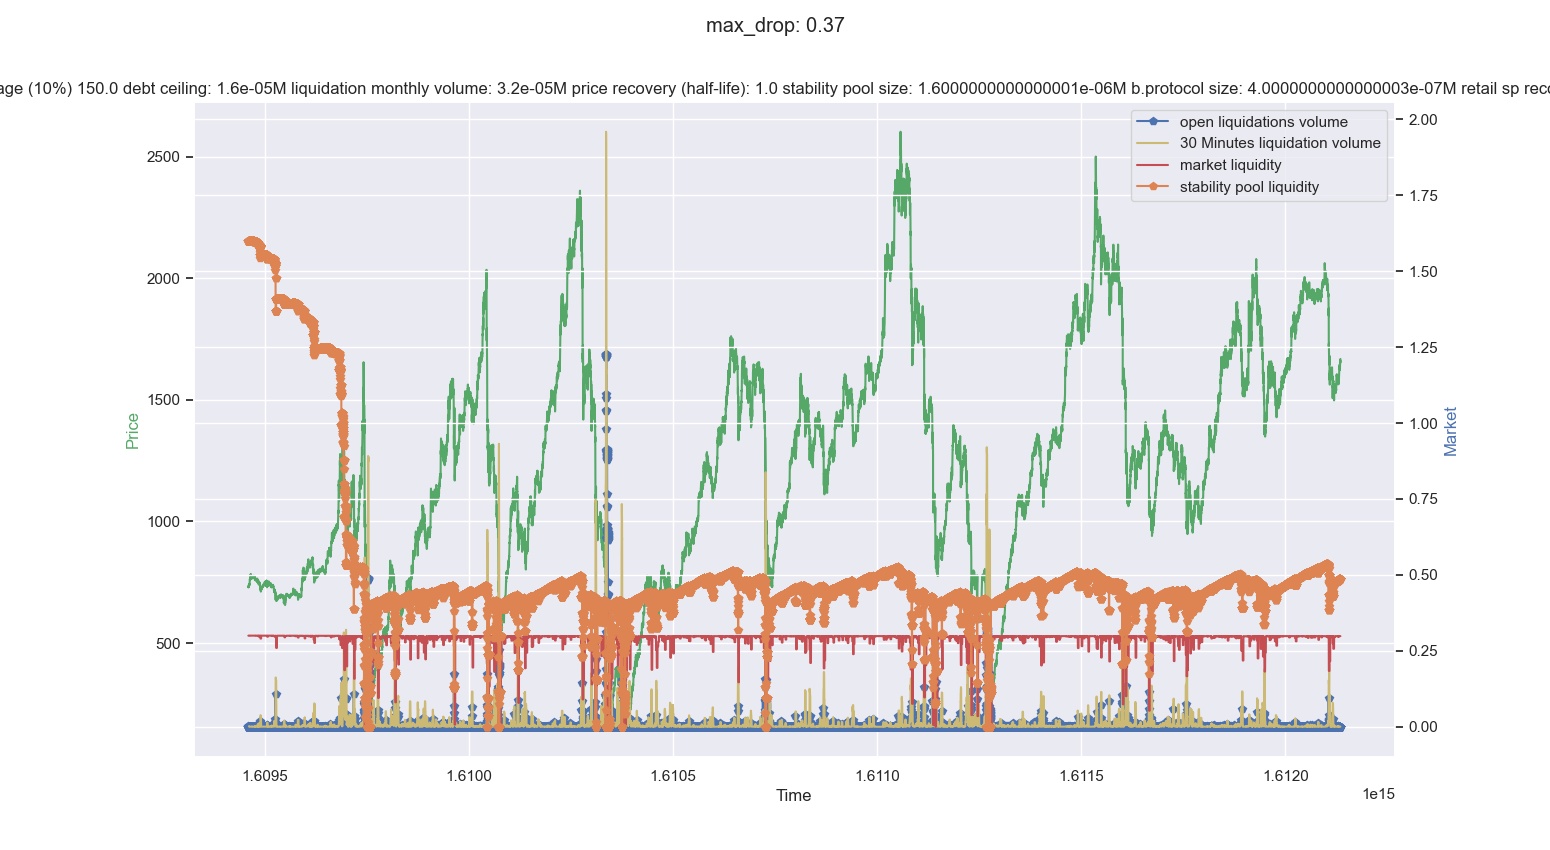 max_drop: 0.37
age (10%) 150.0 debt ceiling: 1.6e-05M liquidation monthly volume: 3.2e-05M price recovery (half-life): 1.0 stability pool size: 1.6000000000000001e-06M b.protocol size: 4.0000000000000003e-07M retail sp reco
open liquidations volume
30 Minutes liquidation volume
market liquidity
stability pool liquidity
2500
2000
1500
1000
500
Price
2.00
1.75
1.50
1.25
1.00
0.75
0.50
0.25
0.00
Market
1.6095 1.6100 1.6105 1.6110 1.6115 1.6120
1e15
Time